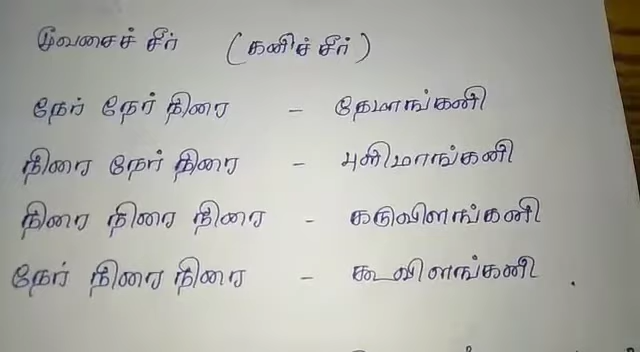 மூவசைச் சீர் (கனிச் சீர்)
நேர் நேர் நிரை - தேமாங்கனி
நிரை நேர் நிரை - புளிமாங்கனி
நிரை நிரை நிரை - கருவிளங்கனி
நேர் நிரை நிரை - கூவிளங்கனி .